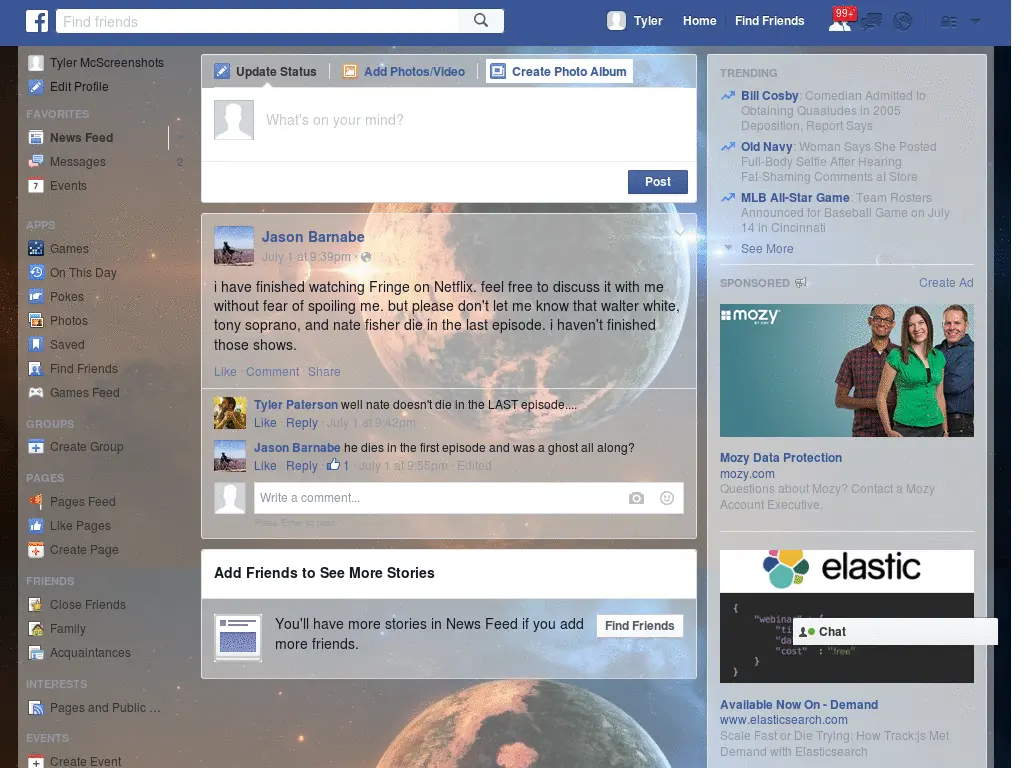 Find friends
Tyler
Home
Find Friends
99+
Tyler McScreenshots
Edit Profile
FAVORITES
News Feed
Messages
2
Events
APPS
Games
On This Day
Pokes
Photos
Saved
Find Friends
Games Feed
GROUPS
Create Group
PAGES
Pages Feed
Like Pages
Create Page
FRIENDS
Close Friends
Family
Acquaintances
INTERESTS
Pages and Public ...
EVENTS
Create Event
Update Status
Add Photos/Video
Create Photo Album
What's on your mind?
Post
Jason Barnabe
July 1 at 9:39pm ·
i have finished watching Fringe on Netflix. feel free to discuss it with me
without fear of spoiling me. but please don't let me know that walter white,
tony soprano, and nate fisher die in the last episode. i haven't finished
those shows.
Like · Comment · Share
Tyler Paterson well nate doesn't die in the LAST episode....
Like · Reply · July 1 at 9:42pm
Jason Barnabe he dies in the first episode and was a ghost all along?
Like · Reply · 1 · July 1 at 9:55pm · Edited
Write a comment...
Press Enter to post.
Add Friends to See More Stories
You'll have more stories in News Feed if you add
more friends.
Find Friends
TRENDING
Bill Cosby: Comedian Admitted to
Obtaining Quaaludes in 2005
Deposition, Report Says
Old Navy: Woman Says She Posted
Full-Body Selfie After Hearing
Fat-Shaming Comments at Store
MLB All-Star Game: Team Rosters
Announced for Baseball Game on July
14 in Cincinnati
See More
SPONSORED
Create Ad
mozy
Mozy Data Protection
mozy.com
Questions about Mozy? Contact a Mozy
Account Executive.
elastic
{
"webina
"ti
"da
"cost" : "free"
}
}
Chat
Available Now On - Demand
www.elasticsearch.com
Scale Fast or Die Trying: How Track:js Met
Demand with Elasticsearch